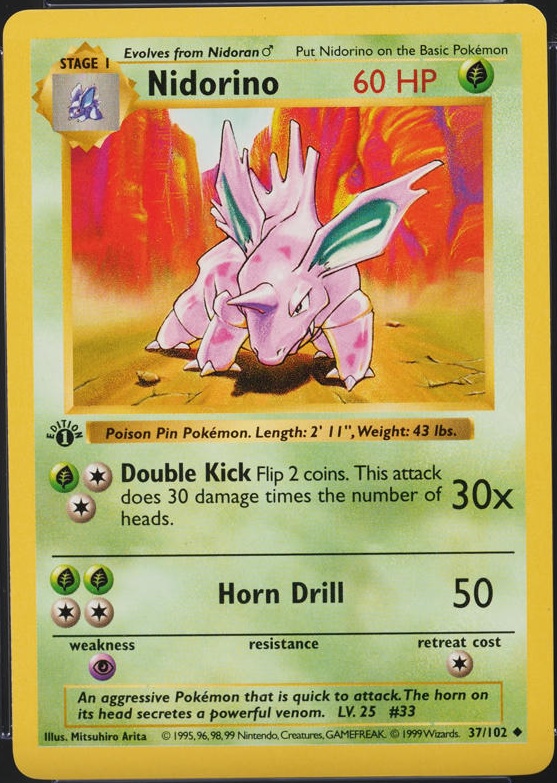 Evolves from Nidoran♂ Put Nidorino on the Basic Pokémon
STAGE 1
Nidorino 60 HP
EDITION
1
Poison Pin Pokémon. Length: 2' 11", Weight: 43 lbs.
Double Kick Flip 2 coins. This attack
does 30 damage times the number of
heads.
30x
Horn Drill 50
weakness resistance retreat cost
An aggressive Pokémon that is quick to attack. The horn on
its head secretes a powerful venom. LV. 25 #33
Illus. Mitsuhiro Arita © 1995, 96, 98, 99 Nintendo, Creatures, GAMEFREAK. © 1999 Wizards. 37/102